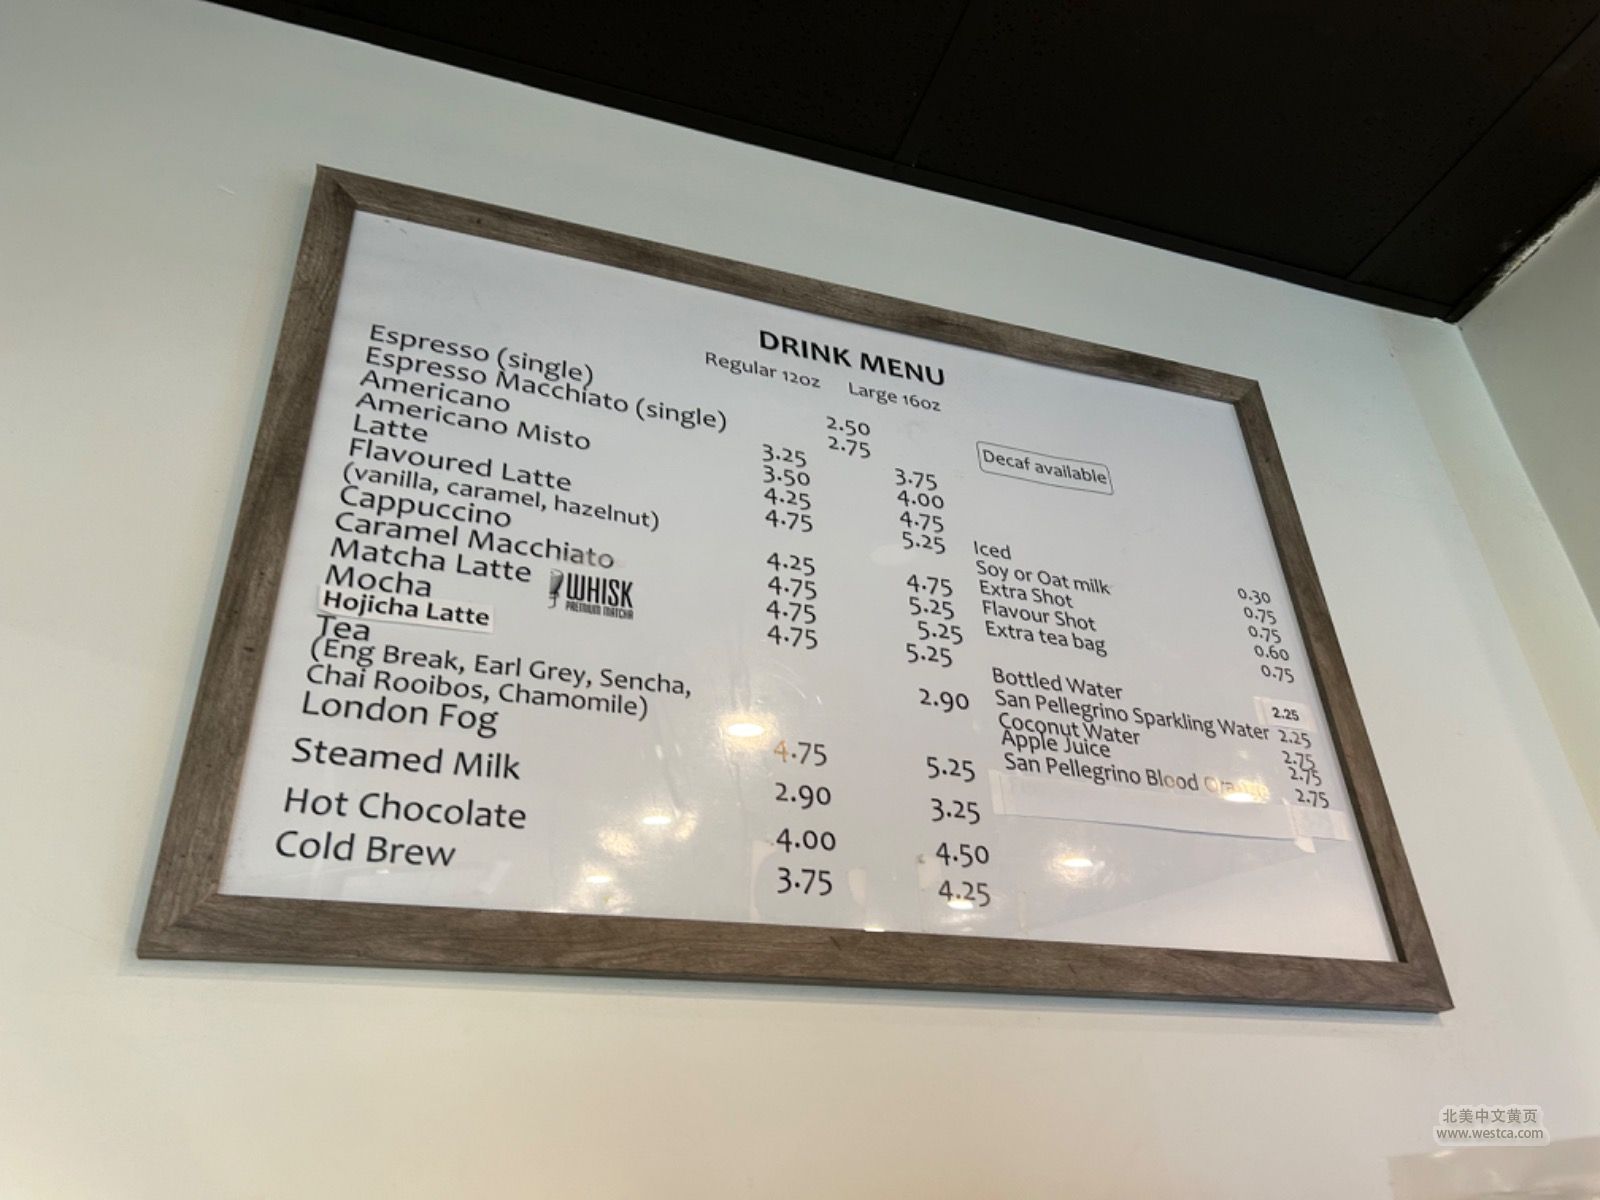 DRINK MENU
Regular 12oz Large 16oz
Espresso (single) 2.50
Espresso Macchiato (single) 2.75
Americano 3.25 3.75
Americano Misto 3.50 4.00
Latte 4.25 4.75
Flavoured Latte 4.75 5.25
(vanilla, caramel, hazelnut)
Cappuccino 4.25 4.75
Caramel Macchiato 4.75 5.25
Matcha Latte 4.75 5.25
WHISK
PREMIUM MATCHA
Mocha 4.75 5.25
Hojicha Latte
Tea 2.90
(Eng Break, Earl Grey, Sencha,
Chai Rooibos, Chamomile)
London Fog 4.75 5.25
Steamed Milk 2.90 3.25
Hot Chocolate 4.00 4.50
Cold Brew 3.75 4.25
Decaf available
Iced 0.30
Soy or Oat milk 0.75
Extra Shot 0.75
Flavour Shot 0.60
Extra tea bag 0.75
Bottled Water 2.25
San Pellegrino Sparkling Water 2.25
Coconut Water 2.75
Apple Juice 2.75
San Pellegrino Blood Orange 2.75
北美中文黄页
www.westca.com